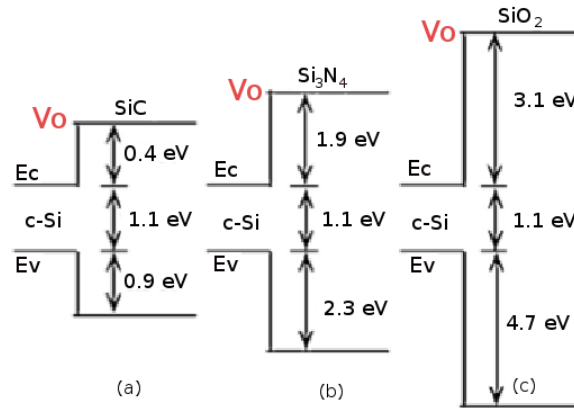 Vo
SiC
0.4 eV
Ec
c-Si
1.1 eV
Ev
0.9 eV
(a)
Vo
Si₃N₄
1.9 eV
Ec
c-Si
1.1 eV
Ev
2.3 eV
(b)
Vo
SiO₂
3.1 eV
Ec
c-Si
1.1 eV
Ev
4.7 eV
(c)